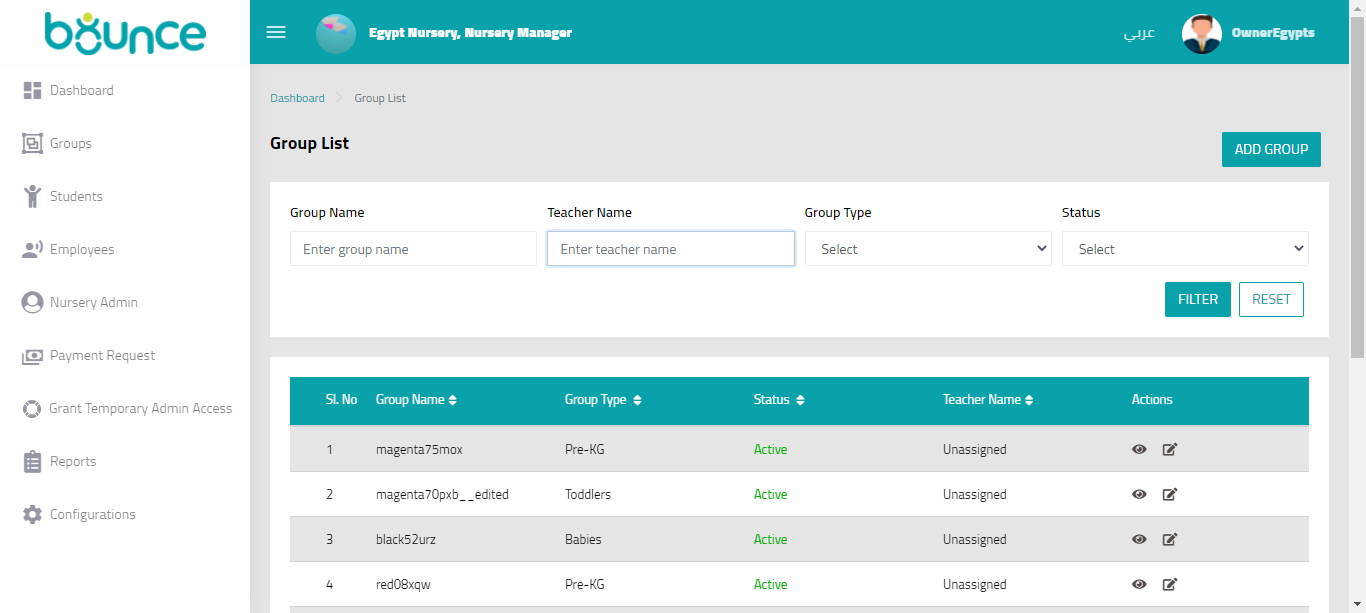 bounce
Egypt Nursery, Nursery Manager
عربي
OwnerEgypts
Dashboard
Groups
Students
Employees
Nursery Admin
Payment Request
Grant Temporary Admin Access
Reports
Configurations
Dashboard > Group List
Group List
ADD GROUP
Group Name Teacher Name Group Type Status
Enter group name Enter teacher name Select Select
FILTER RESET
Sl. No Group Name Group Type Status Teacher Name Actions
1 magenta75mox Pre-KG Active Unassigned
2 magenta70pxb__edited Toddlers Active Unassigned
3 black52urz Babies Active Unassigned
4 red08xqw Pre-KG Active Unassigned